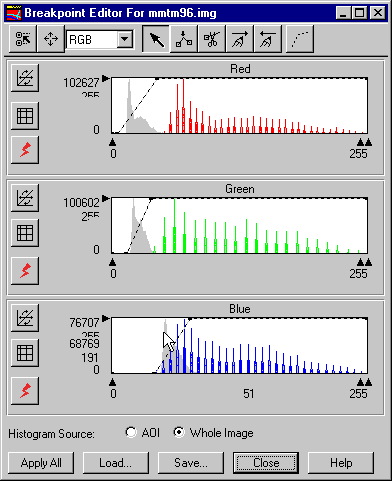 Breakpoint Editor For mmtm96.img
RGB
Red
102627
255
0
0 255
Green
100602
255
0
0 255
Blue
76707
255
68769
191
0
0 51 255
Histogram Source: AOI Whole Image
Apply All Load... Save... Close Help